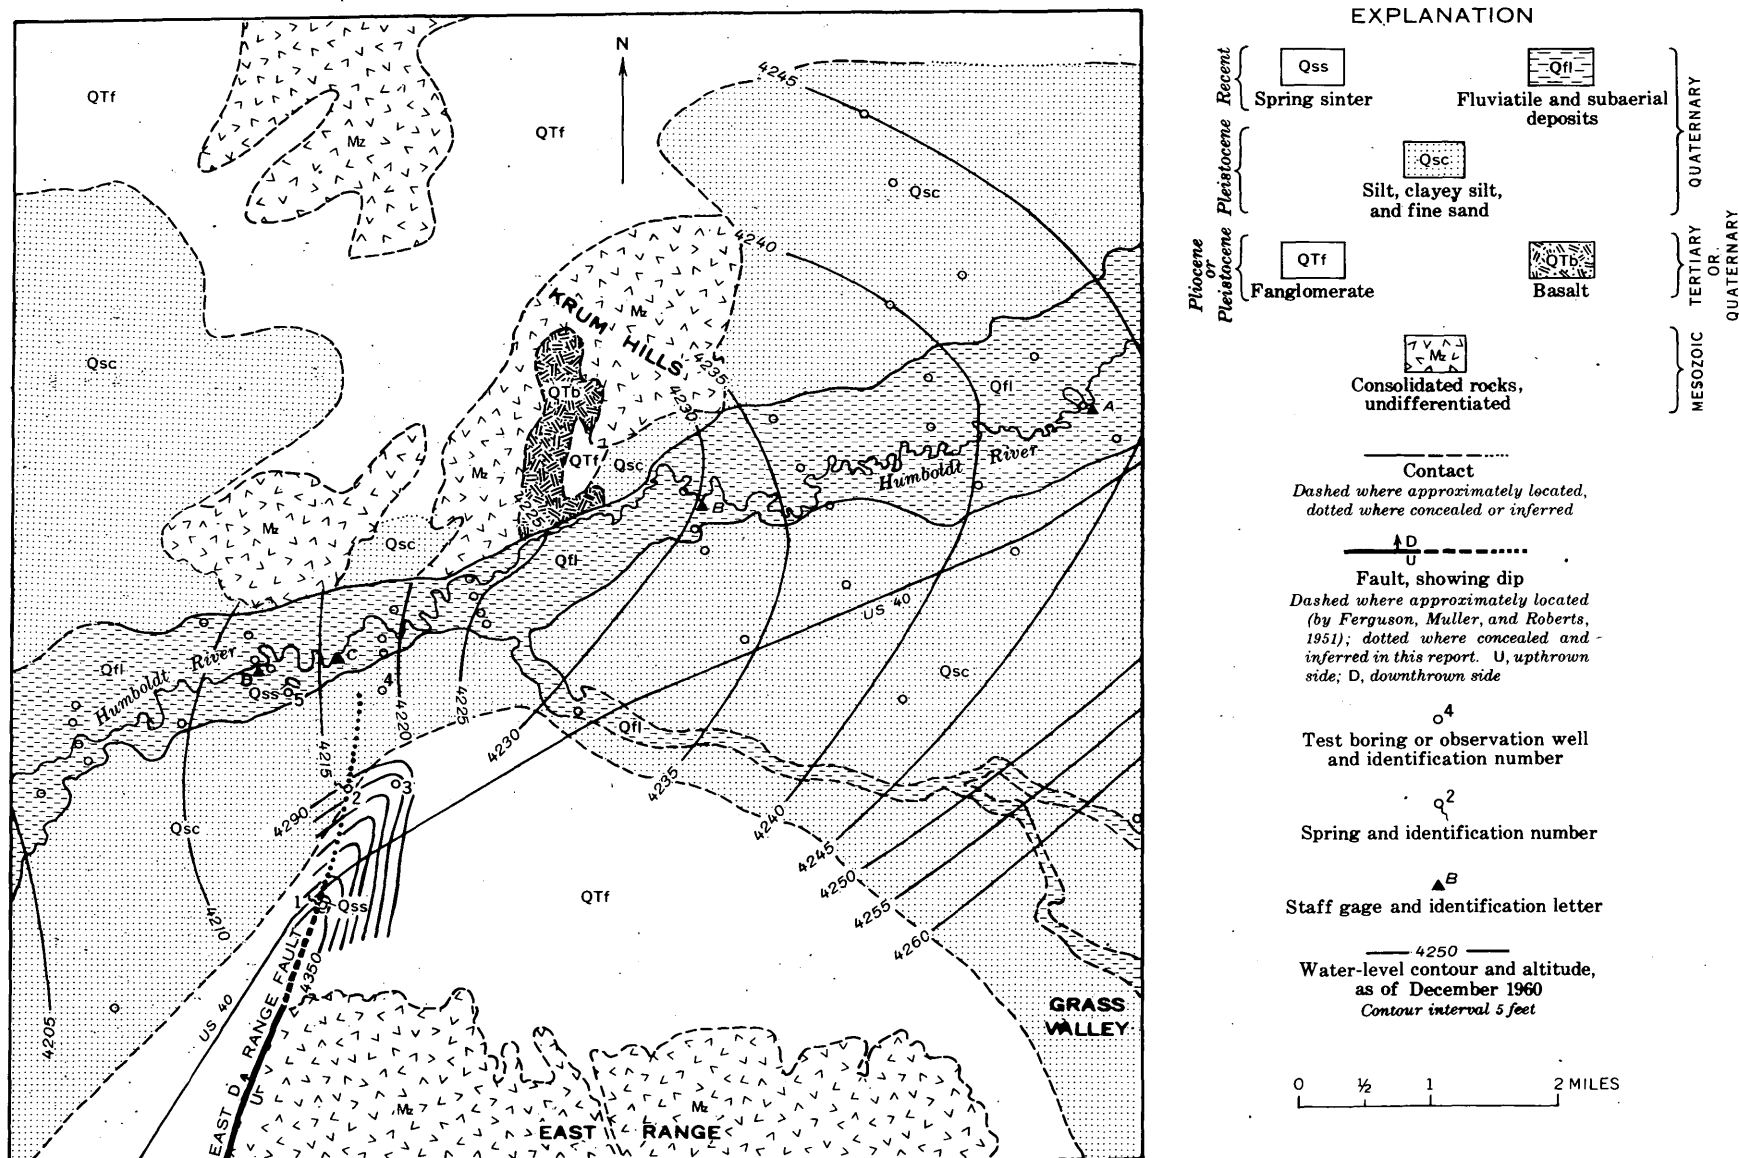 N
QTf
QTf
Mz
Qsc
4245
4240
KRUM
HILLS
Mz
4235
4230
Qsc
QTb
QTf
Qsc
Qfl
A
Humboldt River
Mz
4225
B
Mz
Qsc
Qfl
US 40
Qfl
Humboldt River
D
C
Qss
5
4
4220
4225
4215
4230
Qfl
Qsc
4235
4290
2
3
4240
4245
4250
4255
4260
Qsc
QTf
1
Qss
4210
4350
4205
US 40
EAST RANGE FAULT
D
U
GRASS
VALLEY
Mz
Mz
EAST RANGE
EXPLANATION
Recent
Qss
Spring sinter
Qfl
Fluviatile and subaerial
deposits
Pleistocene
Qsc
Silt, clayey silt,
and fine sand
QUATERNARY
Pliocene
or
Pleistocene
QTf
Fanglomerate
QTb
Basalt
TERTIARY
OR
QUATERNARY
Mz
Consolidated rocks,
undifferentiated
MESOZOIC
Contact
Dashed where approximately located,
dotted where concealed or inferred
D
U
Fault, showing dip
Dashed where approximately located
(by Ferguson, Muller, and Roberts,
1951); dotted where concealed and
inferred in this report. U, upthrown
side; D, downthrown side
4
Test boring or observation well
and identification number
2
Spring and identification number
B
Staff gage and identification letter
4250
Water-level contour and altitude,
as of December 1960
Contour interval 5 feet
0 ½ 1 2 MILES